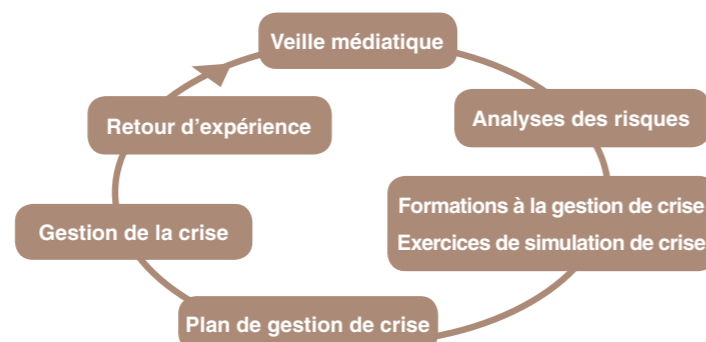 Veille médiatique
Analyses des risques
Formations à la gestion de crise
Exercices de simulation de crise
Plan de gestion de crise
Gestion de la crise
Retour d’expérience